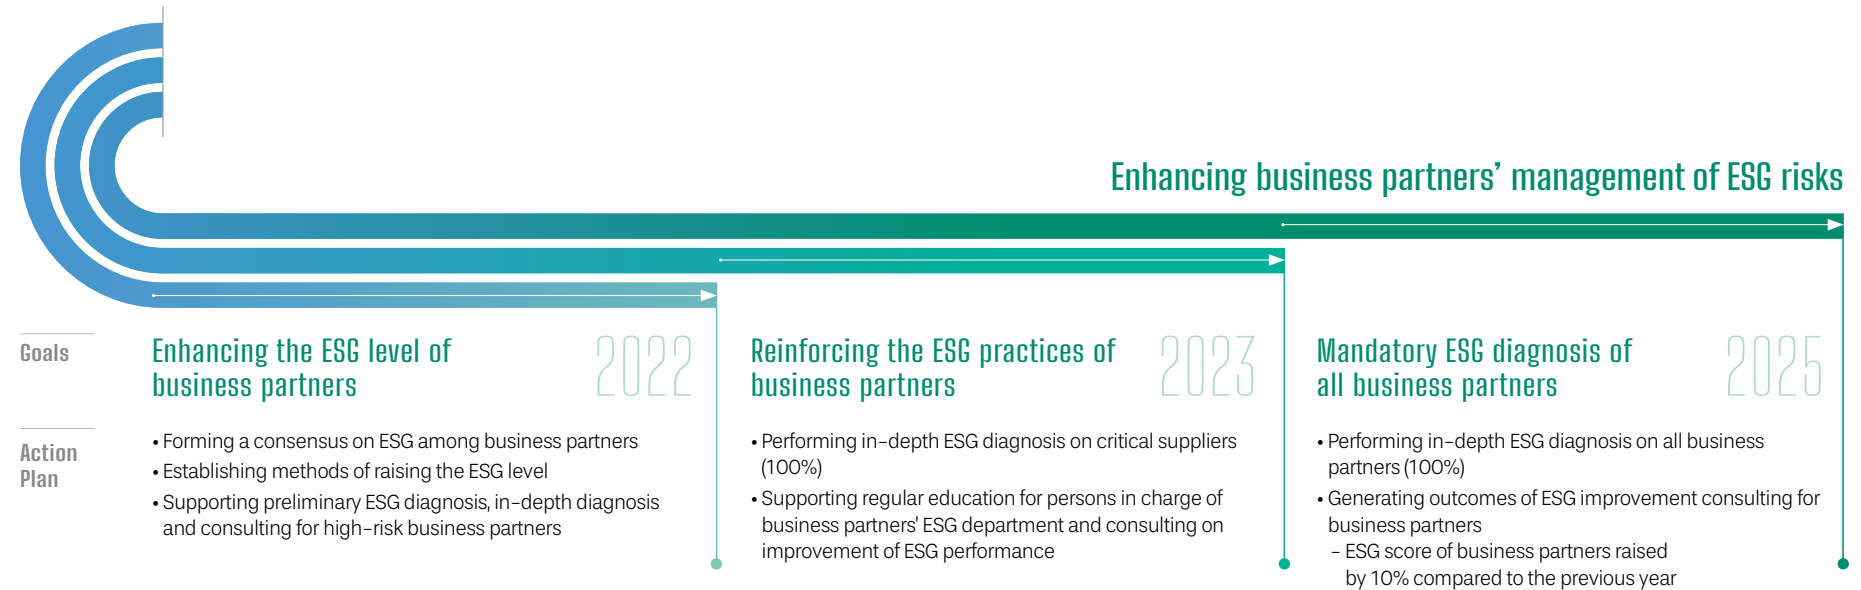 Enhancing business partners’ management of ESG risks
Goals
Enhancing the ESG level of
business partners
2022
Reinforcing the ESG practices of
business partners
2023
Mandatory ESG diagnosis of
all business partners
2025
Action
Plan
• Forming a consensus on ESG among business partners
• Establishing methods of raising the ESG level
• Supporting preliminary ESG diagnosis, in-depth diagnosis
and consulting for high-risk business partners
• Performing in-depth ESG diagnosis on critical suppliers
(100%)
• Supporting regular education for persons in charge of
business partners' ESG department and consulting on
improvement of ESG performance
• Performing in-depth ESG diagnosis on all business
partners (100%)
• Generating outcomes of ESG improvement consulting for
business partners
- ESG score of business partners raised
by 10% compared to the previous year